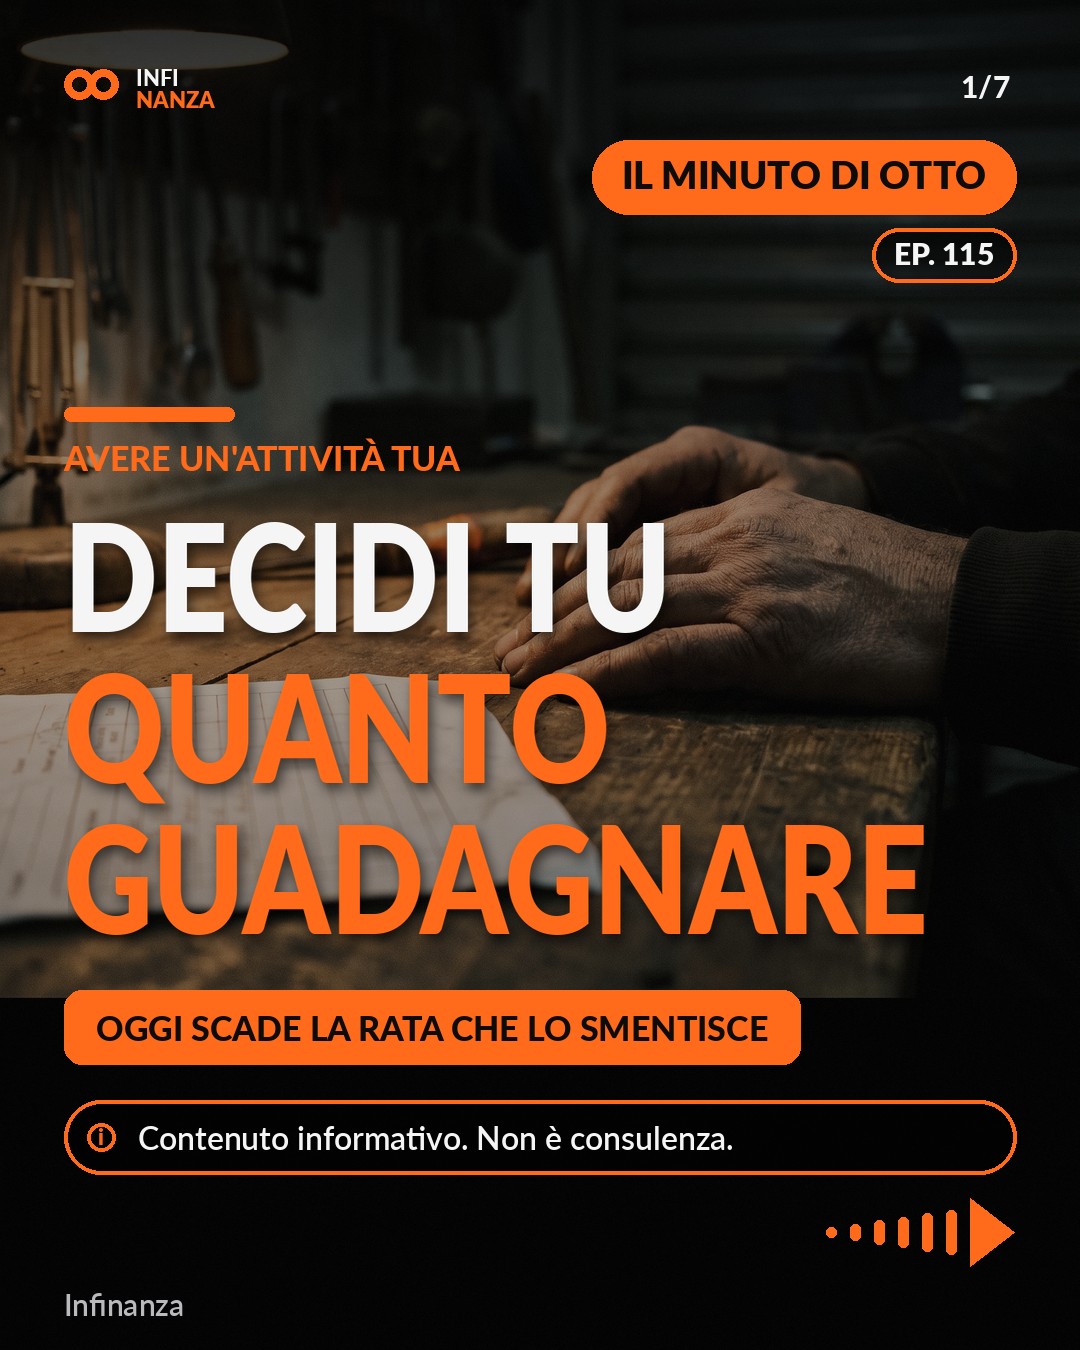 INFI
NANZA
1/7
IL MINUTO DI OTTO
EP. 115
AVERE UN'ATTIVITÀ TUA
DECIDI TU
QUANTO
GUADAGNARE
OGGI SCADE LA RATA CHE LO SMENTISCE
Contenuto informativo. Non è consulenza.
Infinanza